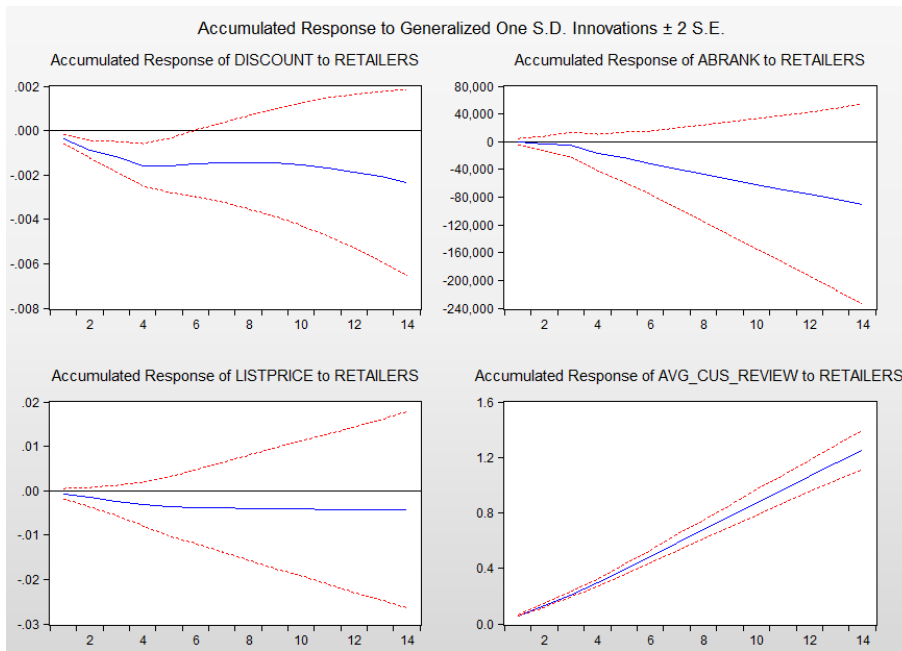 Accumulated Response to Generalized One S.D. Innovations ± 2 S.E.
Accumulated Response of DISCOUNT to RETAILERS
.002
.000
-.002
-.004
-.006
-.008
2 4 6 8 10 12 14
Accumulated Response of ABRANK to RETAILERS
80,000
40,000
0
-40,000
-80,000
-120,000
-160,000
-200,000
-240,000
2 4 6 8 10 12 14
Accumulated Response of LISTPRICE to RETAILERS
.02
.01
.00
-.01
-.02
-.03
2 4 6 8 10 12 14
Accumulated Response of AVG_CUS_REVIEW to RETAILERS
1.6
1.2
0.8
0.4
0.0
2 4 6 8 10 12 14